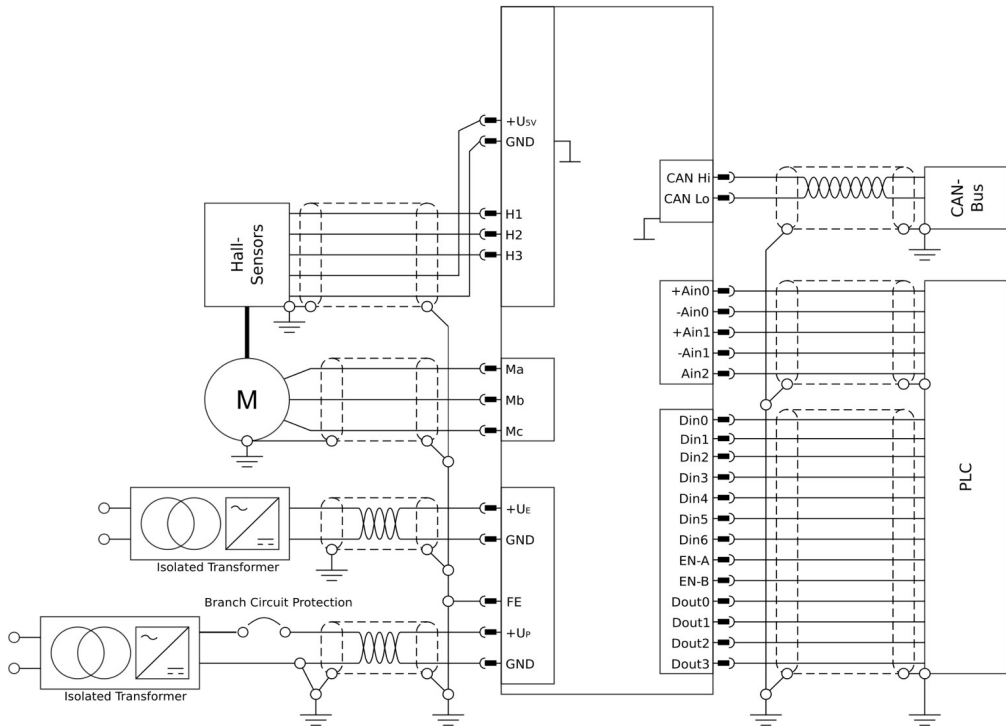 +U5V
GND
H1
H2
H3
Hall-
Sensors
M
Ma
Mb
Mc
+UE
GND
Isolated Transformer
FE
Branch Circuit Protection
+UP
GND
Isolated Transformer
CAN Hi
CAN Lo
CAN-
Bus
+Ain0
-Ain0
+Ain1
-Ain1
Ain2
Din0
Din1
Din2
Din3
Din4
Din5
Din6
EN-A
EN-B
Dout0
Dout1
Dout2
Dout3
PLC